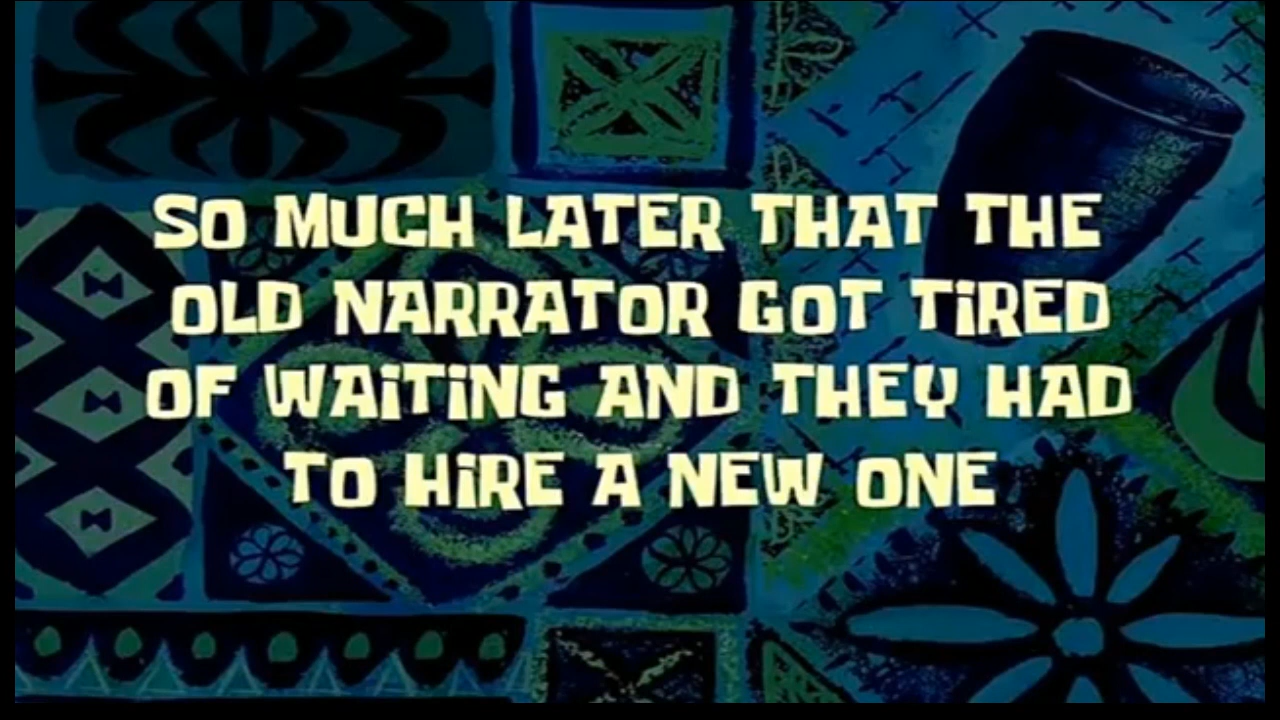 SO MUCH LATER THAT THE
OLD NARRATOR GOT TiRED
OF WAiTiNG AND THEY HAD
TO HiRE A NEW ONE